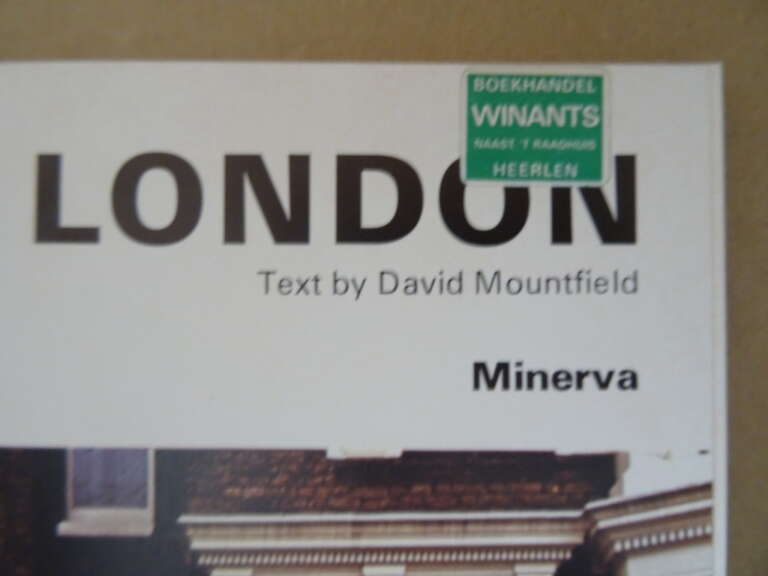 BOEKHANDEL
WINANTS
NAAST 'T RAADHUIS
HEERLEN
LONDON
Text by David Mountfield
Minerva